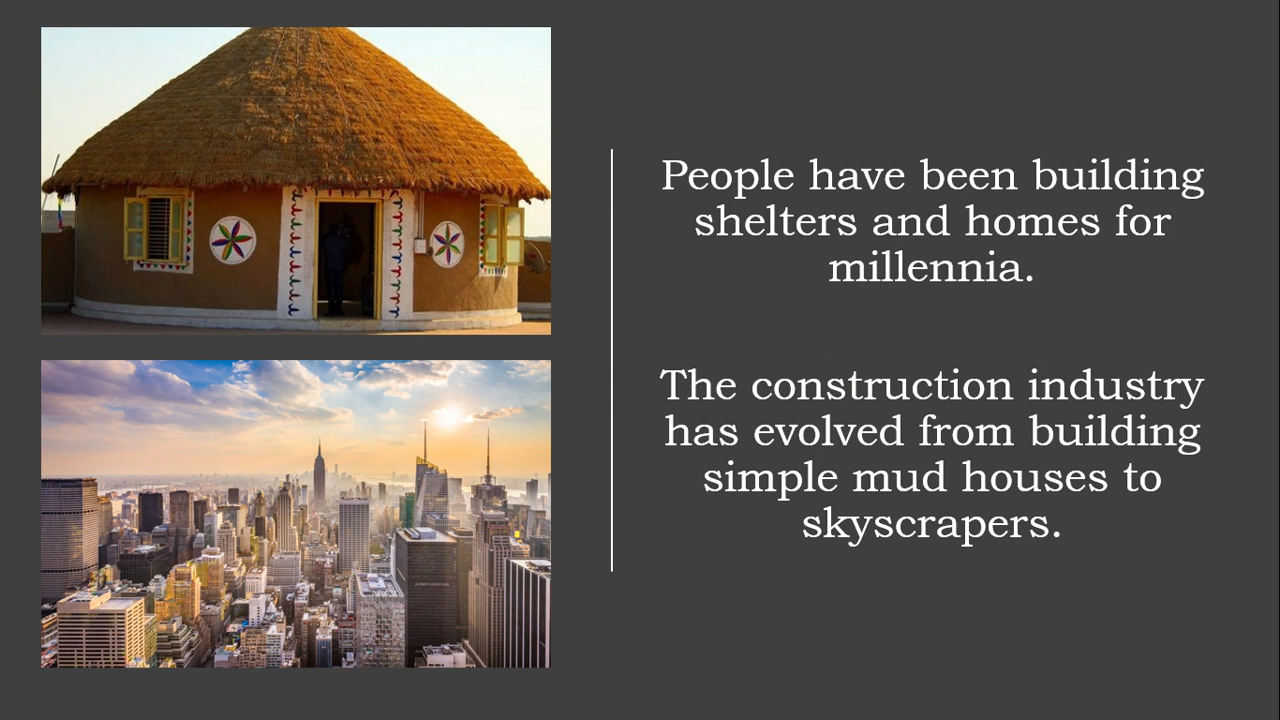 People have been building
shelters and homes for
millennia.
The construction industry
has evolved from building
simple mud houses to
skyscrapers.